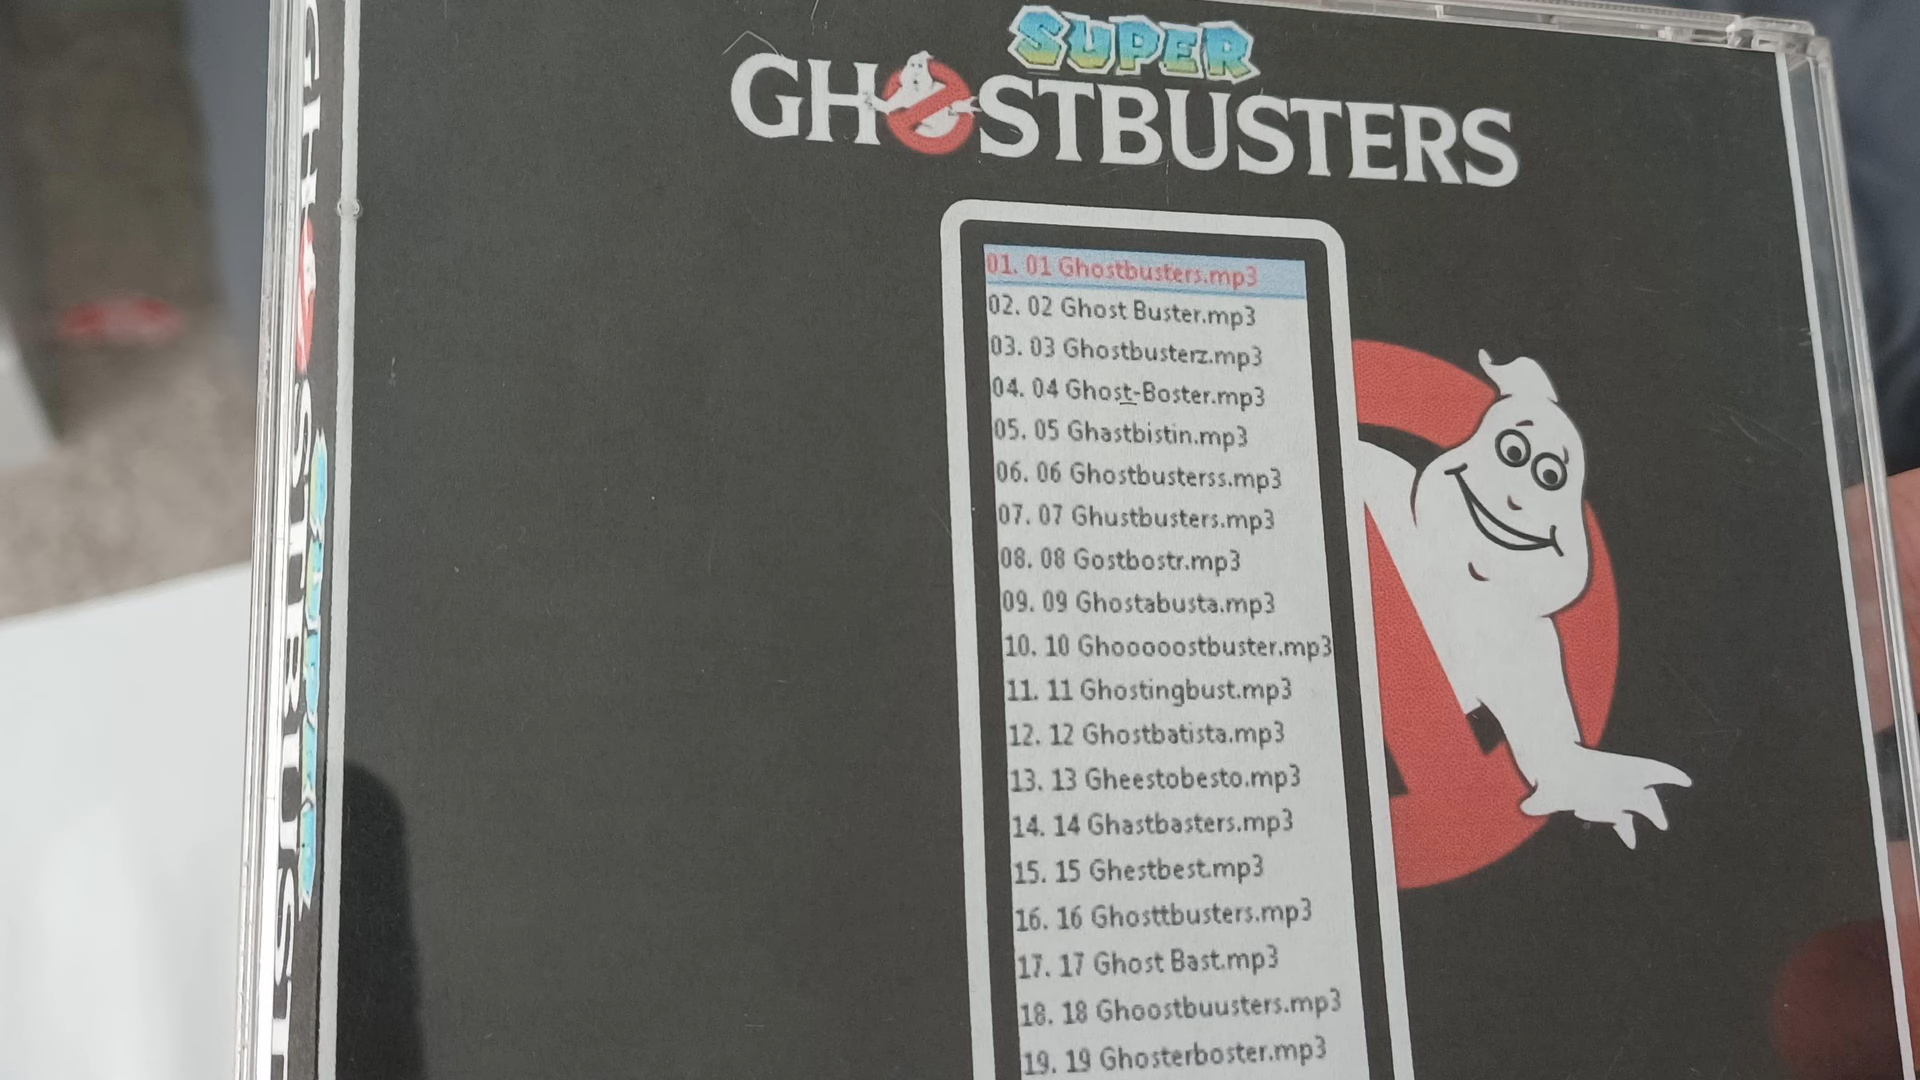 SUPER
GHOSTBUSTERS
01. 01 Ghostbusters.mp3
02. 02 Ghost Buster.mp3
03. 03 Ghostbusterz.mp3
04. 04 Ghost-Boster.mp3
05. 05 Ghastbistin.mp3
06. 06 Ghostbusterss.mp3
07. 07 Ghustbusters.mp3
08. 08 Gostbostr.mp3
09. 09 Ghostabusta.mp3
10. 10 Ghooooostbuster.mp3
11. 11 Ghostingbust.mp3
12. 12 Ghostbatista.mp3
13. 13 Gheestobesto.mp3
14. 14 Ghastbasters.mp3
15. 15 Ghestbest.mp3
16. 16 Ghosttbusters.mp3
17. 17 Ghost Bast.mp3
18. 18 Ghoostbuusters.mp3
19. 19 Ghosterboster.mp3
GHOSTBUST